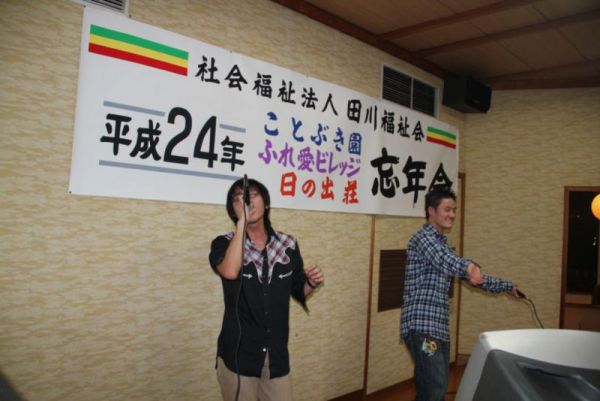 社会福祉法人 田川福祉会
平成24年
ことぶき園
ふれ愛ビレッジ
日の出荘
忘年会